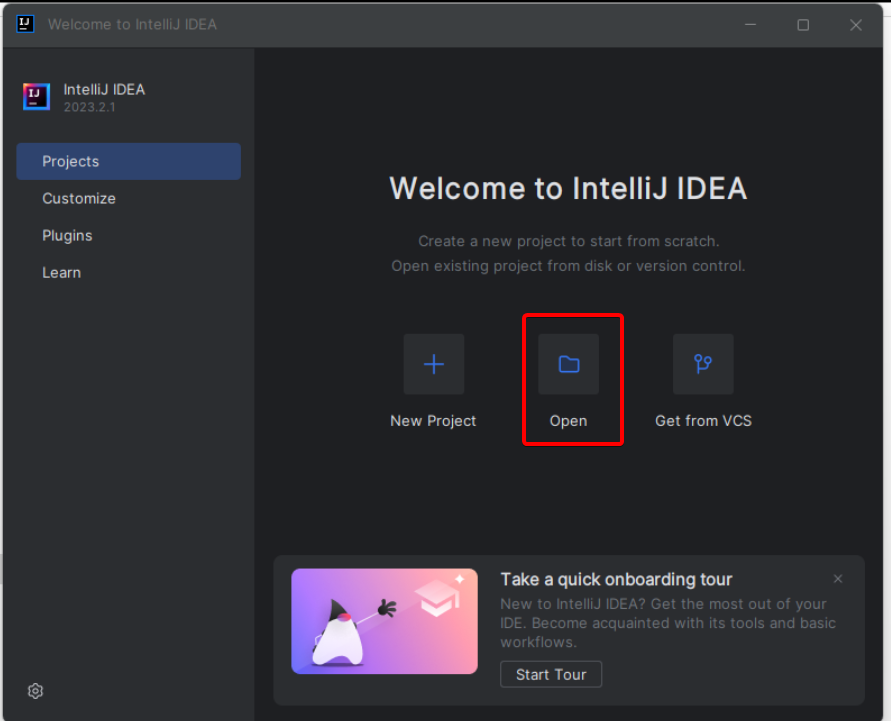 IJ
Welcome to IntelliJ IDEA
IJ
IntelliJ IDEA
2023.2.1
Projects
Customize
Plugins
Learn
Welcome to IntelliJ IDEA
Create a new project to start from scratch.
Open existing project from disk or version control.
New Project
Open
Get from VCS
Take a quick onboarding tour
New to IntelliJ IDEA? Get the most out of your
IDE. Become acquainted with its tools and basic
workflows.
Start Tour